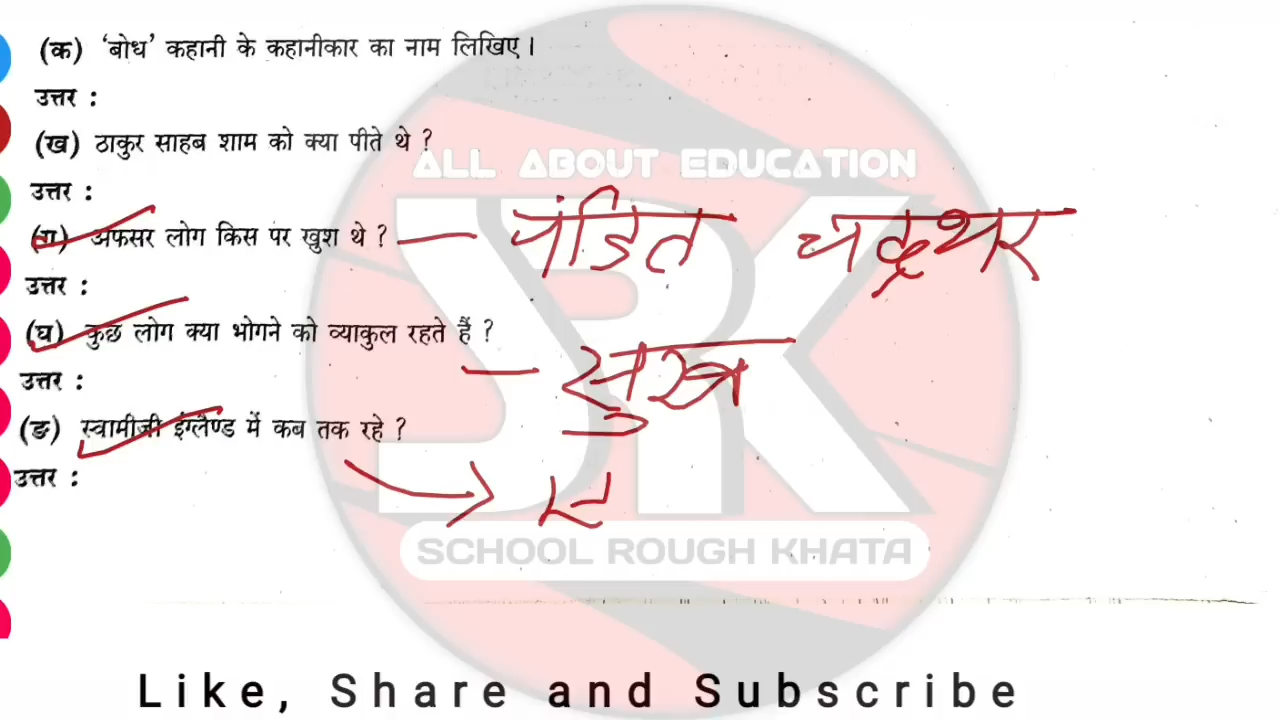 (क) 'बोध' कहानी के कहानीकार का नाम लिखिए।
उत्तर :
(ख) ठाकुर साहब शाम को क्या पीते थे ?
ALL ABOUT EDUCATION
उत्तर :
(ग) अफसर लोग किस पर खुश थे ? — पंडित चंद्रधर
उत्तर :
(घ) कुछ लोग क्या भोगने को व्याकुल रहते हैं ?
उत्तर : — सुख
(ङ) स्वामीजी इंग्लैण्ड में कब तक रहे ?
उत्तर :
SRK
SCHOOL ROUGH KHATA
Like, Share and Subscribe